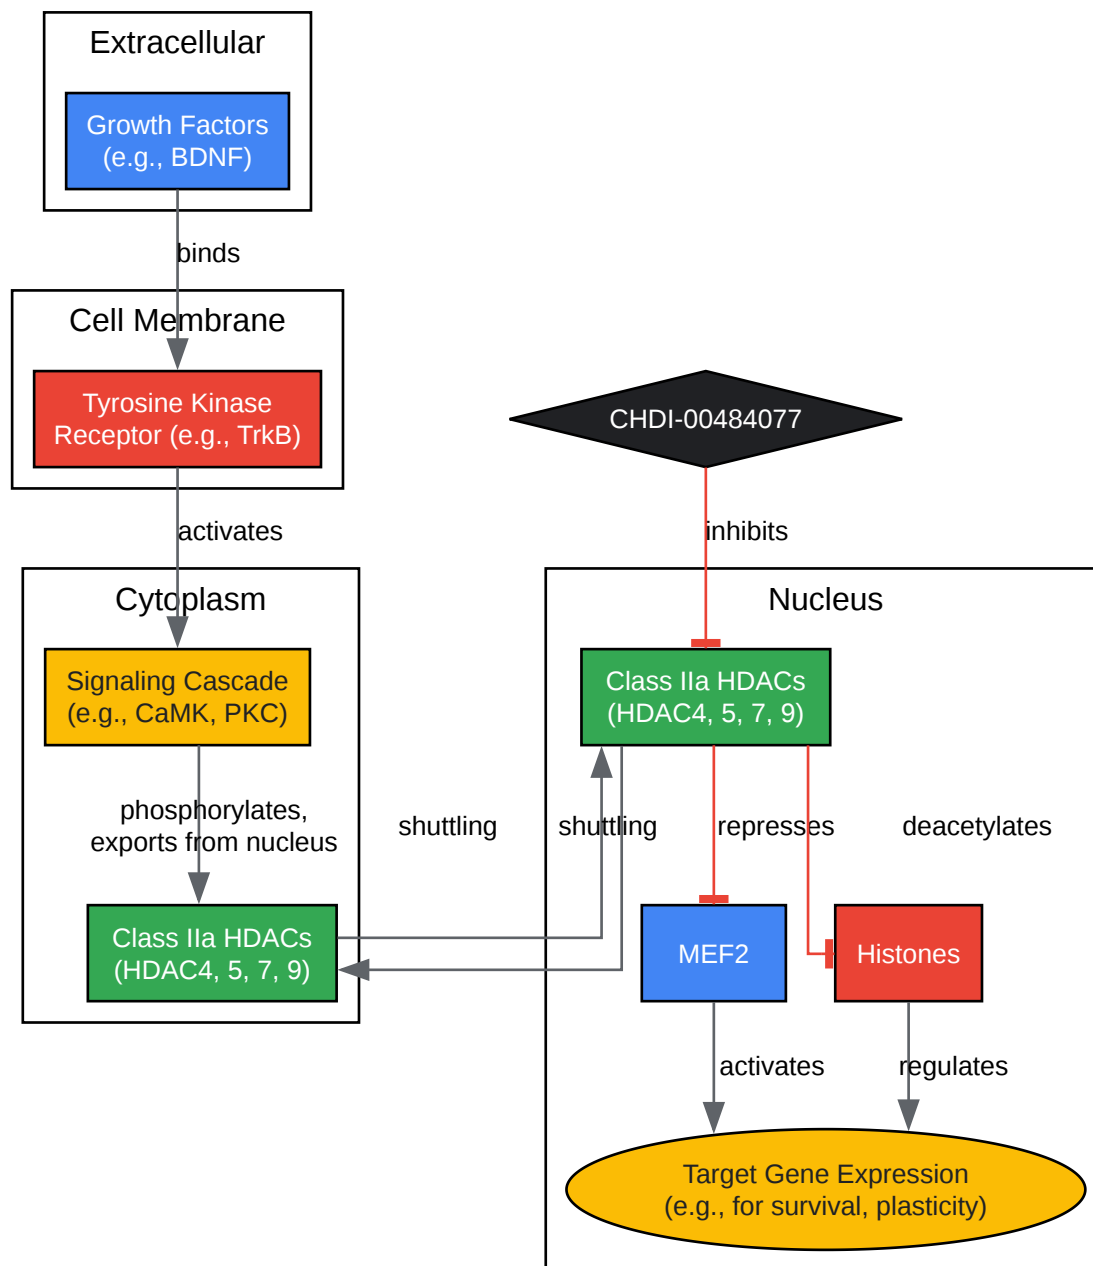 Extracellular
Growth Factors
(e.g., BDNF)
binds
Cell Membrane
Tyrosine Kinase
Receptor (e.g., TrkB)
CHDI-00484077
activates
inhibits
Cytoplasm
Nucleus
Signaling Cascade
(e.g., CaMK, PKC)
Class IIa HDACs
(HDAC4, 5, 7, 9)
phosphorylates,
exports from nucleus
shuttling
shuttling
represses
deacetylates
Class IIa HDACs
(HDAC4, 5, 7, 9)
MEF2
Histones
activates
regulates
Target Gene Expression
(e.g., for survival, plasticity)